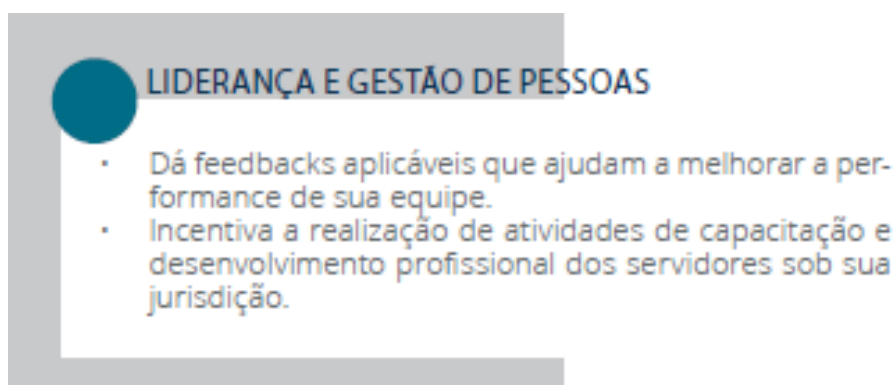 LIDERANÇA E GESTÃO DE PESSOAS
· Dá feedbacks aplicáveis que ajudam a melhorar a per-
formance de sua equipe.
· Incentiva a realização de atividades de capacitação e
desenvolvimento profissional dos servidores sob sua
jurisdição.